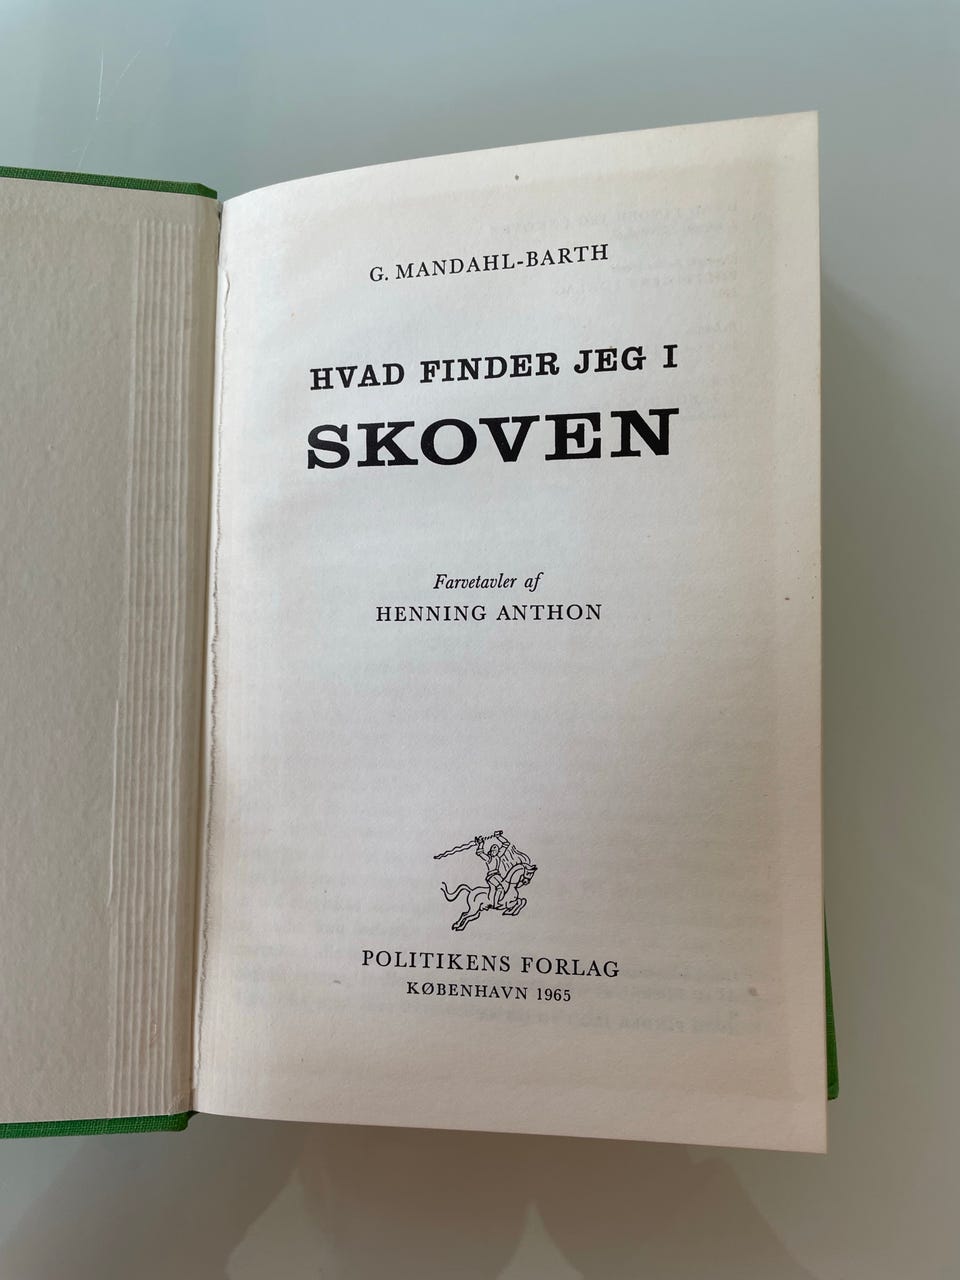 G. MANDAHL-BARTH
HVAD FINDER JEG I
SKOVEN
Farvetavler af
HENNING ANTHON
POLITIKENS FORLAG
KØBENHAVN 1965